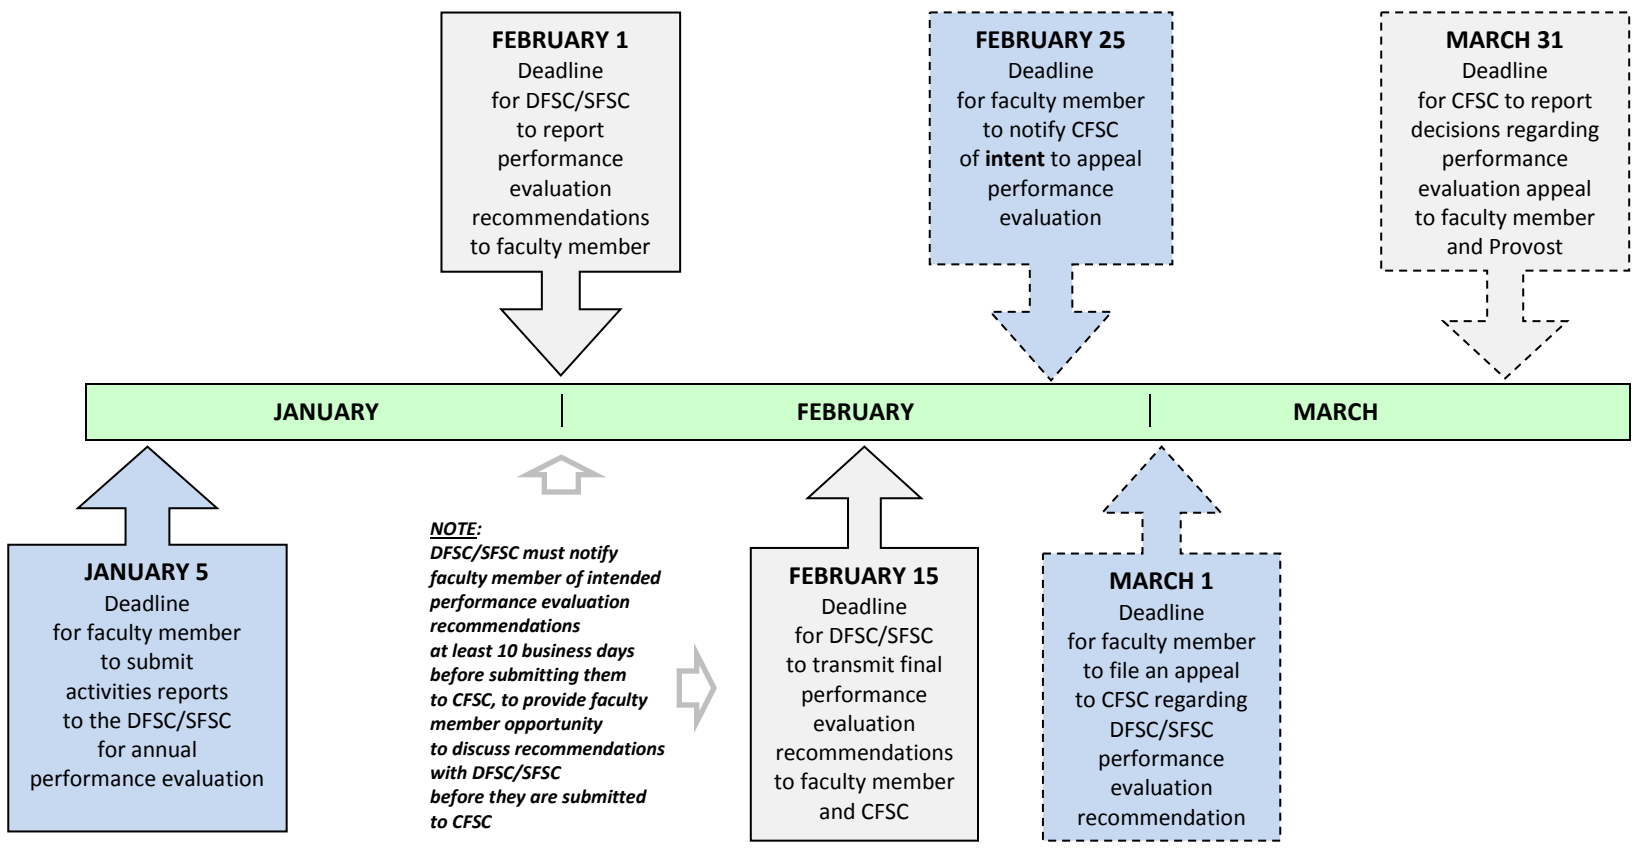 FEBRUARY 1
Deadline
for DFSC/SFSC
to report
performance
evaluation
recommendations
to faculty member
FEBRUARY 25
Deadline
for faculty member
to notify CFSC
of intent to appeal
performance
evaluation
MARCH 31
Deadline
for CFSC to report
decisions regarding
performance
evaluation appeal
to faculty member
and Provost
JANUARY
FEBRUARY
MARCH
JANUARY 5
Deadline
for faculty member
to submit
activities reports
to the DFSC/SFSC
for annual
performance evaluation
NOTE:
DFSC/SFSC must notify
faculty member of intended
performance evaluation
recommendations
at least 10 business days
before submitting them
to CFSC, to provide faculty
member opportunity
to discuss recommendations
with DFSC/SFSC
before they are submitted
to CFSC
FEBRUARY 15
Deadline
for DFSC/SFSC
to transmit final
performance
evaluation
recommendations
to faculty member
and CFSC
MARCH 1
Deadline
for faculty member
to file an appeal
to CFSC regarding
DFSC/SFSC
performance
evaluation
recommendation